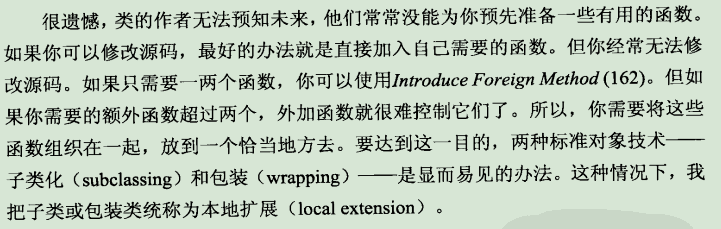 很遗憾，类的作者无法预知未来，他们常常没能为你预先准备一些有用的函数。
如果你可以修改源码，最好的办法就是直接加入自己需要的函数。但你经常无法修
改源码。如果只需要一两个函数，你可以使用Introduce Foreign Method (162)。但如
果你需要的额外函数超过两个，外加函数就很难控制它们了。所以，你需要将这些
函数组织在一起，放到一个恰当地方去。要达到这一目的，两种标准对象技术——
子类化（subclassing）和包装（wrapping）——是显而易见的办法。这种情况下，我
把子类或包装类统称为本地扩展（local extension）。